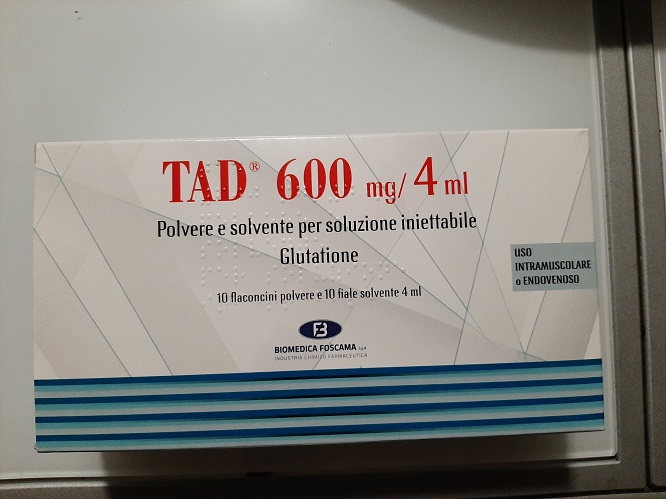 TAD® 600 mg/4 ml
Polvere e solvente per soluzione iniettabile
Glutatione
10 flaconcini polvere e 10 fiale solvente 4 ml
USO
INTRAMUSCOLARE
o ENDOVENOSO
BIOMEDICA FOSCAMA S.p.A.
INDUSTRIA CHIMICO FARMACEUTICA